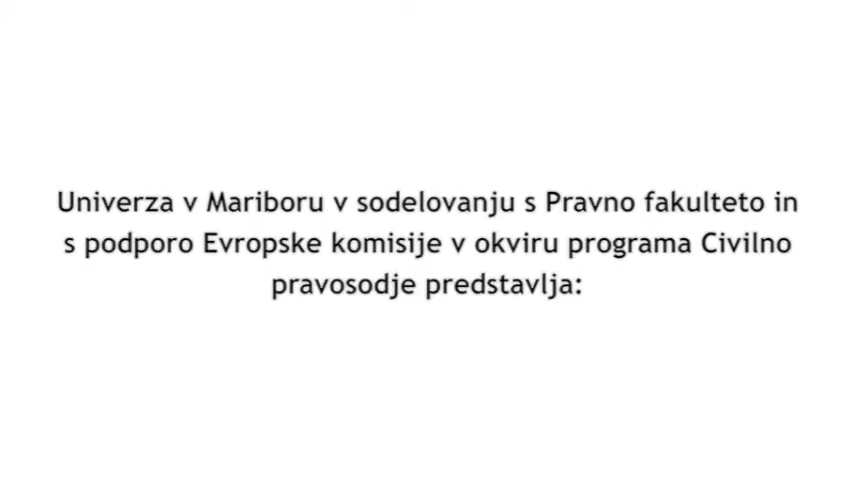 Univerza v Mariboru v sodelovanju s Pravno fakulteto in
s podporo Evropske komisije v okviru programa Civilno
pravosodje predstavlja: